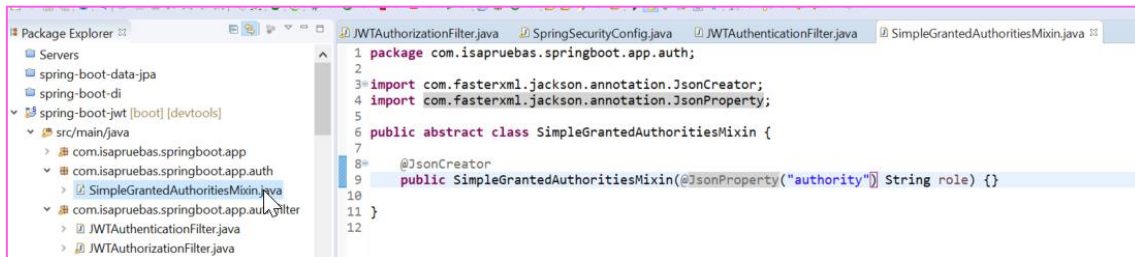 Package Explorer
Servers
spring-boot-data-jpa
spring-boot-di
spring-boot-jwt [boot] [devtools]
src/main/java
com.isapruebas.springboot.app
com.isapruebas.springboot.app.auth
SimpleGrantedAuthoritiesMixin.java
com.isapruebas.springboot.app.auth.filter
JWTAuthenticationFilter.java
JWTAuthorizationFilter.java
JWTAuthorizationFilter.java SpringSecurityConfig.java JWTAuthenticationFilter.java SimpleGrantedAuthoritiesMixin.java
1 package com.isapruebas.springboot.app.auth;
2
3 import com.fasterxml.jackson.annotation.JsonCreator;
4 import com.fasterxml.jackson.annotation.JsonProperty;
5
6 public abstract class SimpleGrantedAuthoritiesMixin {
7
8 @JsonCreator
9 public SimpleGrantedAuthoritiesMixin(@JsonProperty("authority") String role) {}
10
11 }
12